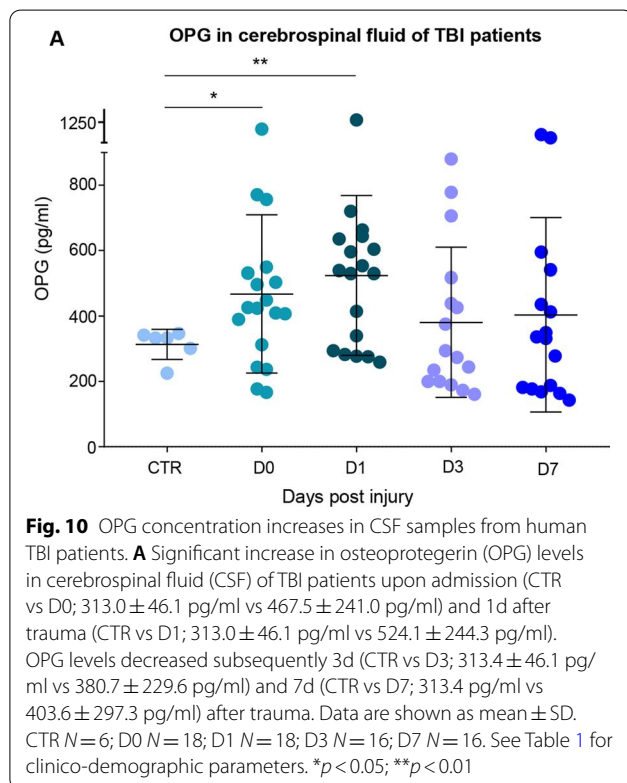 A
OPG in cerebrospinal fluid of TBI patients
**
*
1250
800
600
400
200
0
OPG (pg/ml)
CTR D0 D1 D3 D7
Days post injury
Fig. 10 OPG concentration increases in CSF samples from human
TBI patients. A Significant increase in osteoprotegerin (OPG) levels
in cerebrospinal fluid (CSF) of TBI patients upon admission (CTR
vs D0; 313.0 ± 46.1 pg/ml vs 467.5 ± 241.0 pg/ml) and 1d after
trauma (CTR vs D1; 313.0 ± 46.1 pg/ml vs 524.1 ± 244.3 pg/ml).
OPG levels decreased subsequently 3d (CTR vs D3; 313.4 ± 46.1 pg/
ml vs 380.7 ± 229.6 pg/ml) and 7d (CTR vs D7; 313.4 pg/ml vs
403.6 ± 297.3 pg/ml) after trauma. Data are shown as mean ± SD.
CTR N = 6; D0 N = 18; D1 N = 18; D3 N = 16; D7 N = 16. See Table 1 for
clinico-demographic parameters. *p < 0.05; **p < 0.01